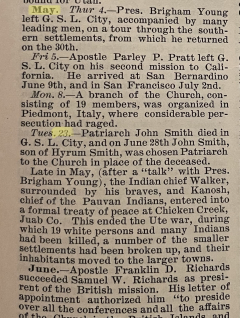 bound for Utah.
May. Thur 4.—Pres. Brigham Young
left G. S. L. City, accompanied by many
leading men, on a tour through the south-
ern settlements, from which he returned
on the 30th.
Fri 5.—Apostle Parley P. Pratt left G.
S. L. City on his second mission to Cali-
fornia. He arrived at San Bernardino
June 9th, and in San Francisco July 2nd.
Mon. 8.—A branch of the Church, con-
sisting of 19 members, was organized in
Piedmont, Italy, where considerable per-
secution had raged.
Tues. 23.—Patriarch John Smith died in
G. S. L. City, and on June 28th John Smith,
son of Hyrum Smith, was chosen Patriarch
to the Church in place of the deceased.
Late in May, (after a "talk" with Pres.
Brigham Young), the Indian chief Walker,
surrounded by his braves, and Kanosh,
chief of the Pauvan Indians, entered into
a formal treaty of peace at Chicken Creek,
Juab Co. This ended the Ute war, during
which 19 white persons and many Indians
had been killed, a number of the smaller
settlements had been broken up, and their
inhabitants moved to the larger towns.
June.—Apostle Franklin D. Richards
succeeded Samuel W. Richards as presi-
dent of the British mission. His letter of
appointment authorized him "to preside
over all the conferences and all the affairs